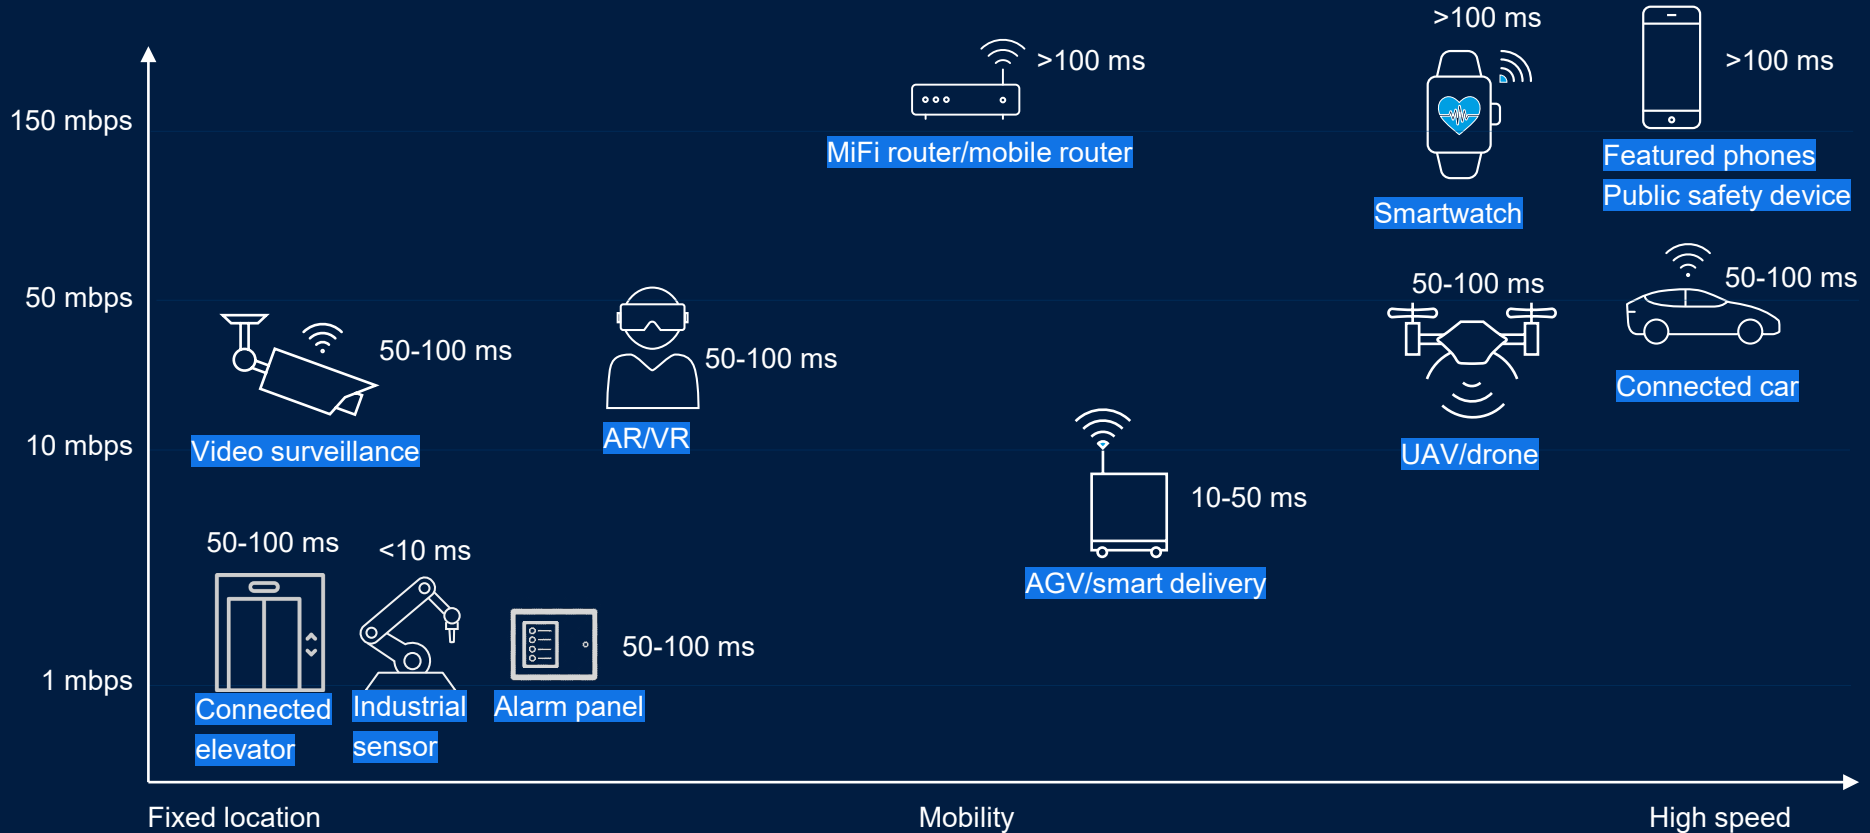 >100 ms
>100 ms
>100 ms
150 mbps
MiFi router/mobile router
Featured phones
Public safety device
Smartwatch
50 mbps
50-100 ms
50-100 ms
50-100 ms
50-100 ms
Connected car
10 mbps
Video surveillance
AR/VR
UAV/drone
10-50 ms
50-100 ms
<10 ms
AGV/smart delivery
50-100 ms
1 mbps
Connected
elevator
Industrial
sensor
Alarm panel
Fixed location
Mobility
High speed